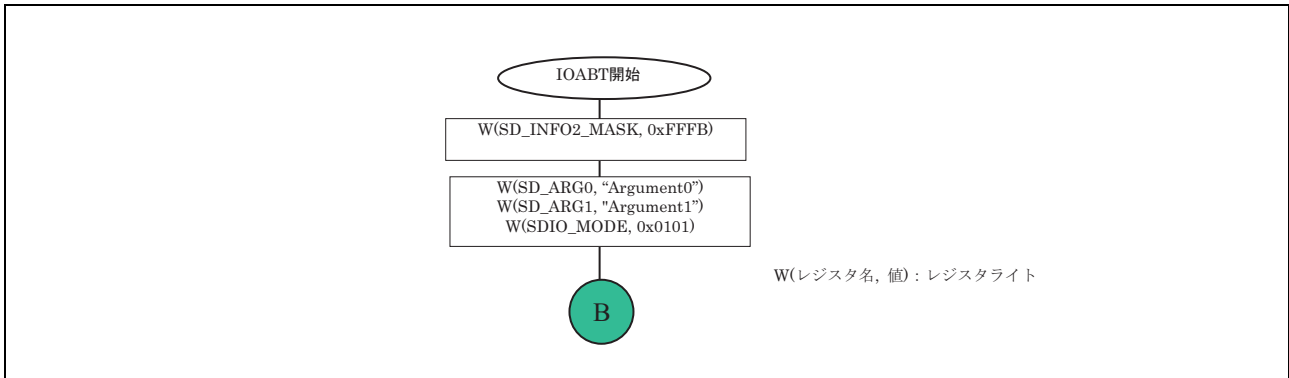 IOABT開始
W(SD_INFO2_MASK, 0xFFFB)
W(SD_ARG0, “Argument0”)
W(SD_ARG1, "Argument1”)
W(SDIO_MODE, 0x0101)
W(レジスタ名, 値) : レジスタライト
B